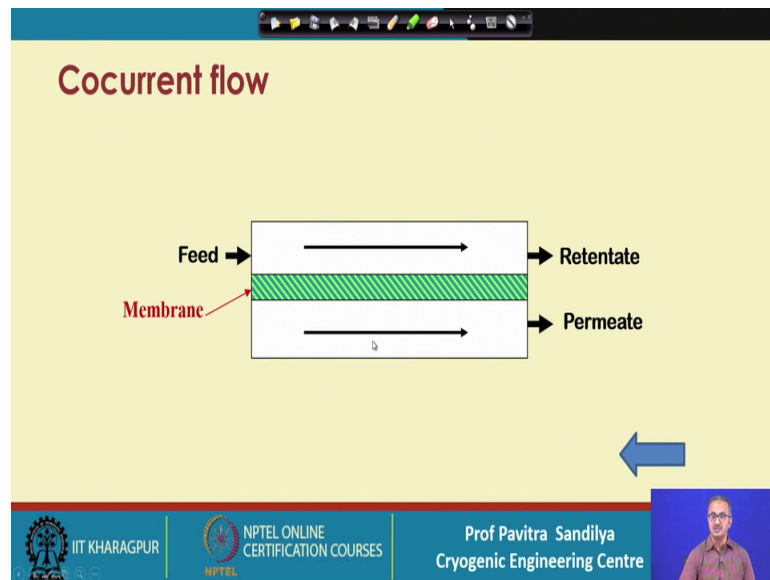 Cocurrent flow
Feed
Retentate
Membrane
Permeate
IIT KHARAGPUR
NPTEL
NPTEL ONLINE
CERTIFICATION COURSES
Prof Pavitra Sandilya
Cryogenic Engineering Centre